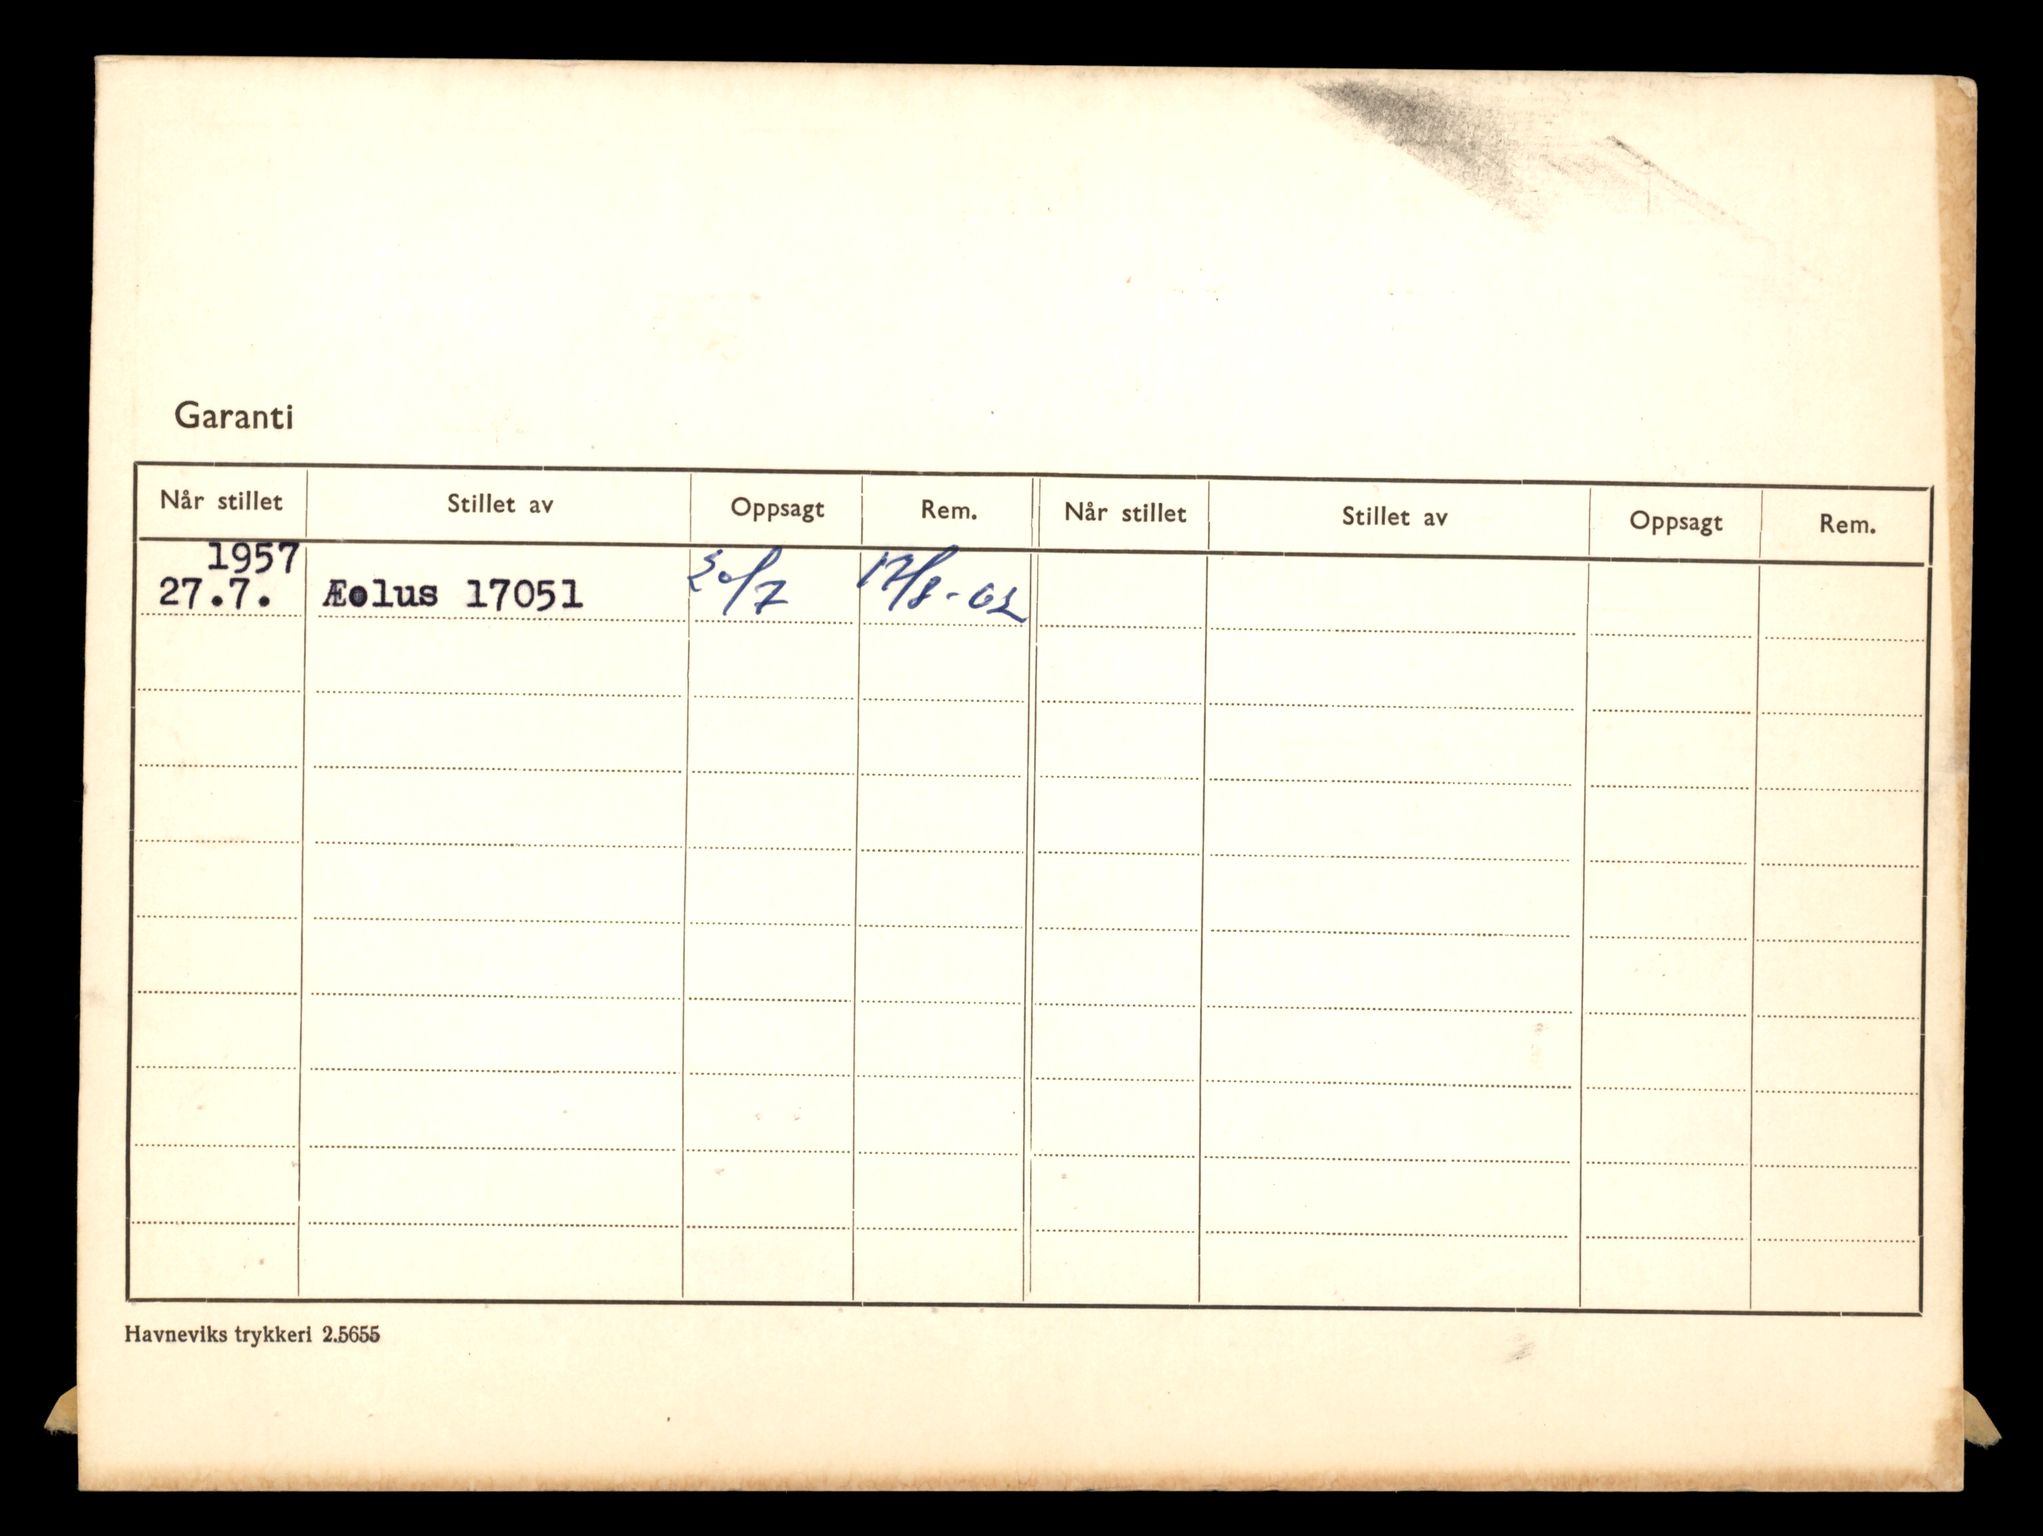 Garanti
Når stillet Stillet av Oppsagt Rem. Når stillet Stillet av Oppsagt Rem.
1957
27.7. Æolus 17051 20/7 17/8-62
Havneviks trykkeri 2.5655